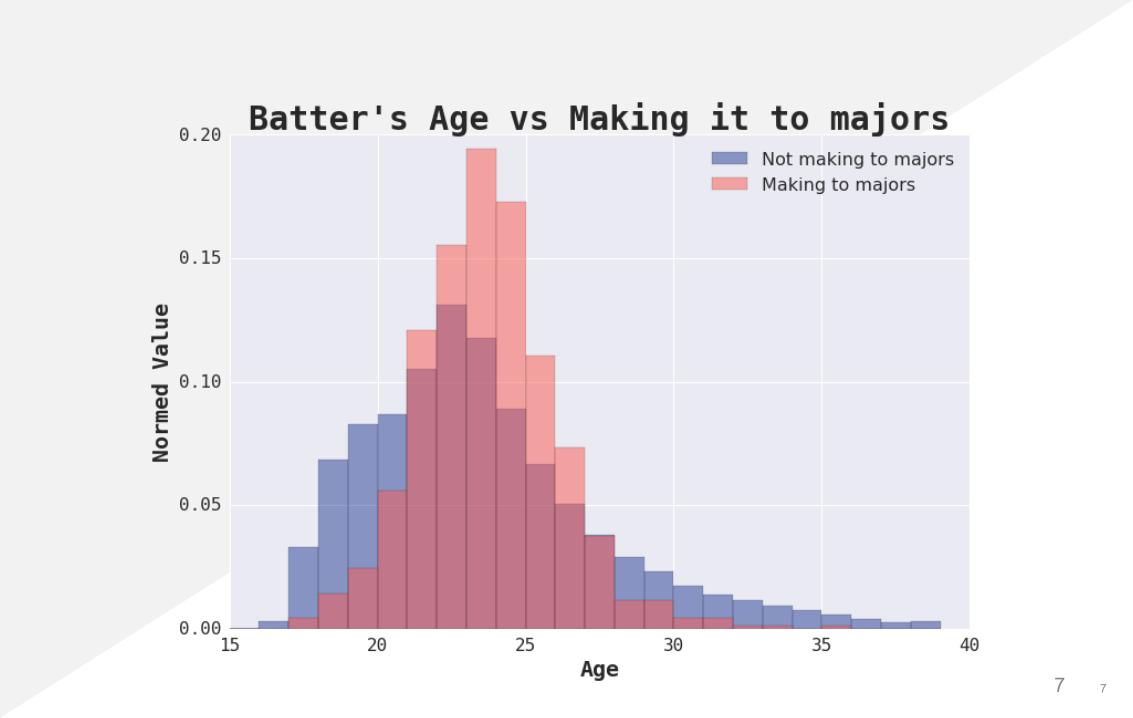 Batter's Age vs Making it to majors
Not making to majors
Making to majors
Normed Value
0.20
0.15
0.10
0.05
0.00
15 20 25 30 35 40
Age
7 7